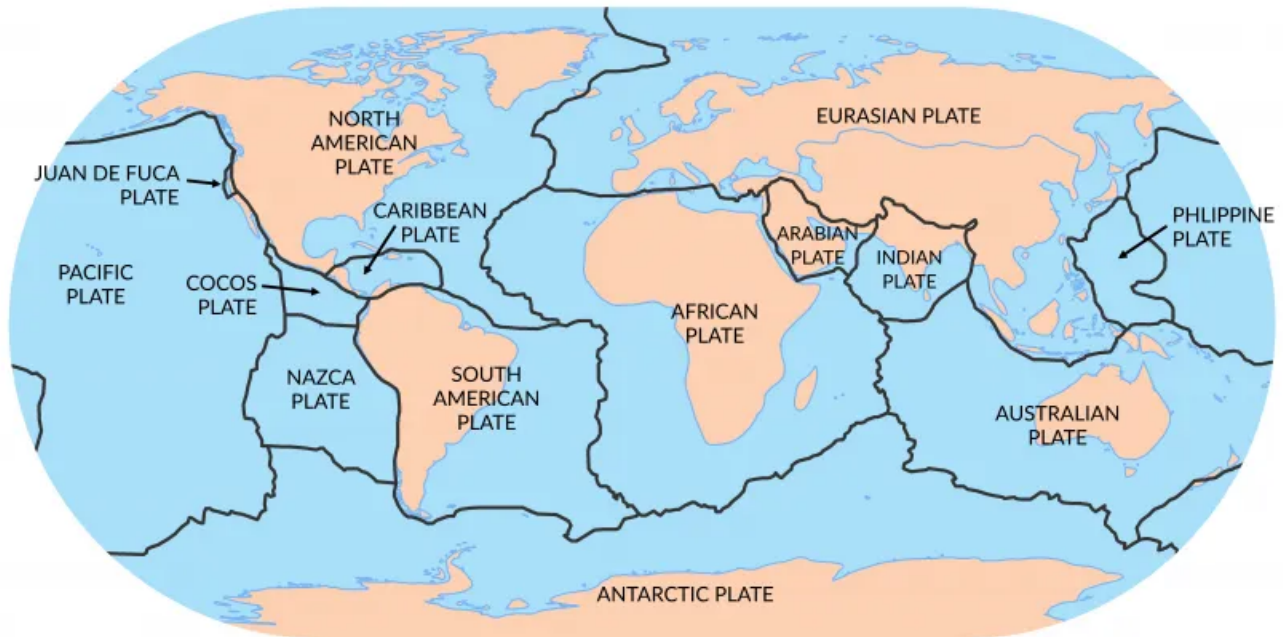 NORTH
AMERICAN
PLATE
EURASIAN PLATE
JUAN DE FUCA
PLATE
CARIBBEAN
PLATE
PHLIPPINE
PLATE
ARABIAN
PLATE
INDIAN
PLATE
PACIFIC
PLATE
COCOS
PLATE
AFRICAN
PLATE
NAZCA
PLATE
SOUTH
AMERICAN
PLATE
AUSTRALIAN
PLATE
ANTARCTIC PLATE